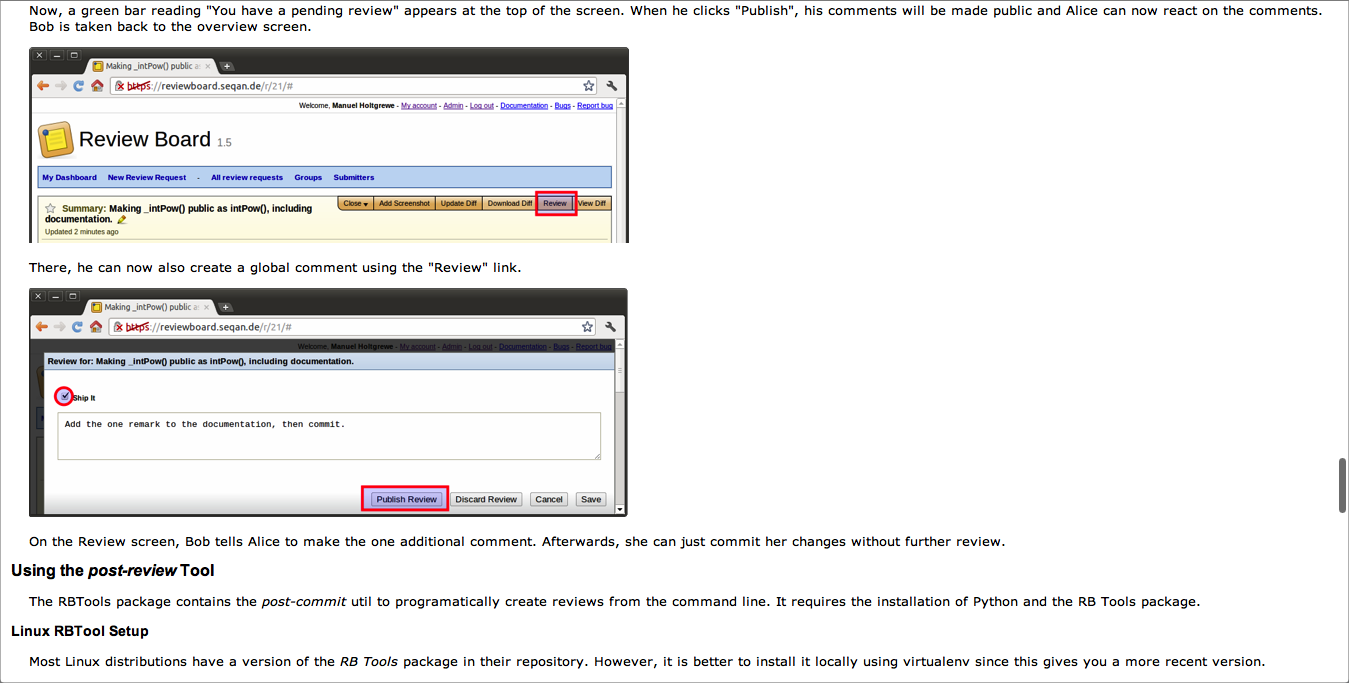 Now, a green bar reading "You have a pending review" appears at the top of the screen. When he clicks "Publish", his comments will be made public and Alice can now react on the comments.
Bob is taken back to the overview screen.
Making _intPow() public as
https://reviewboard.seqan.de/r/21/#
Welcome, Manuel Holtgrewe - My account - Admin - Log out - Documentation - Bugs - Report bug
Review Board 1.5
My Dashboard New Review Request - All review requests Groups Submitters
Close Add Screenshot Update Diff Download Diff Review View Diff
Summary: Making _intPow() public as intPow(), including
documentation.
Updated 2 minutes ago
There, he can now also create a global comment using the "Review" link.
Making _intPow() public as
https://reviewboard.seqan.de/r/21/#
Welcome, Manuel Holtgrewe - My account - Admin - Log out - Documentation - Bugs - Report bug
Review for: Making _intPow() public as intPow(), including documentation.
Ship It
Add the one remark to the documentation, then commit.
Publish Review Discard Review Cancel Save
On the Review screen, Bob tells Alice to make the one additional comment. Afterwards, she can just commit her changes without further review.
Using the post-review Tool
The RBTools package contains the post-commit util to programatically create reviews from the command line. It requires the installation of Python and the RB Tools package.
Linux RBTool Setup
Most Linux distributions have a version of the RB Tools package in their repository. However, it is better to install it locally using virtualenv since this gives you a more recent version.